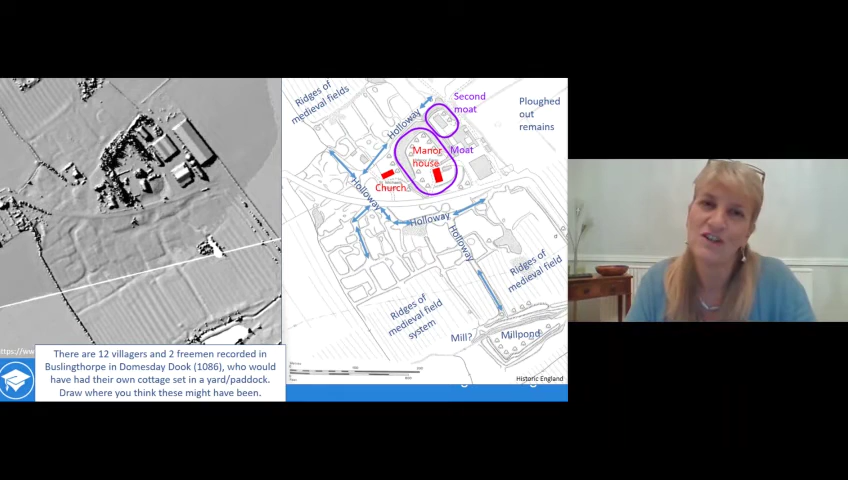 Ridges of
medieval fields
Holloway
Second
moat
Ploughed
out
remains
Manor
house
Moat
Church
Holloway
Holloway
Holloway
Ridges of
medieval field
Ridges of
medieval field
system
Mill?
Millpond
Historic England
https://ww
There are 12 villagers and 2 freemen recorded in
Buslingthorpe in Domesday Dook (1086), who would
have had their own cottage set in a yard/paddock.
Draw where you think these might have been.